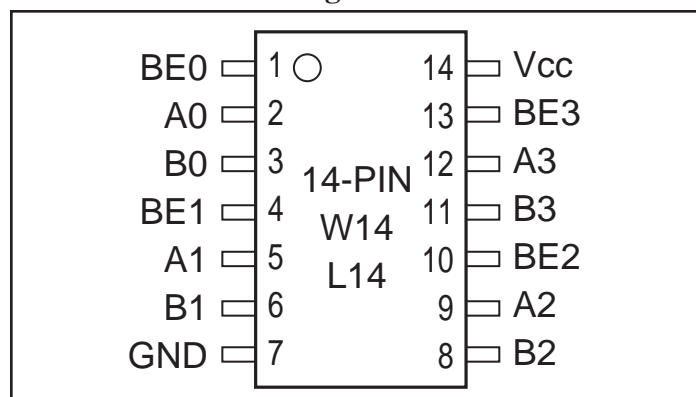 BE0 1 14 Vcc
A0 2 13 BE3
B0 3 12 A3
14-PIN
BE1 4 11 B3
W14
A1 5 10 BE2
L14
B1 6 9 A2
GND 7 8 B2